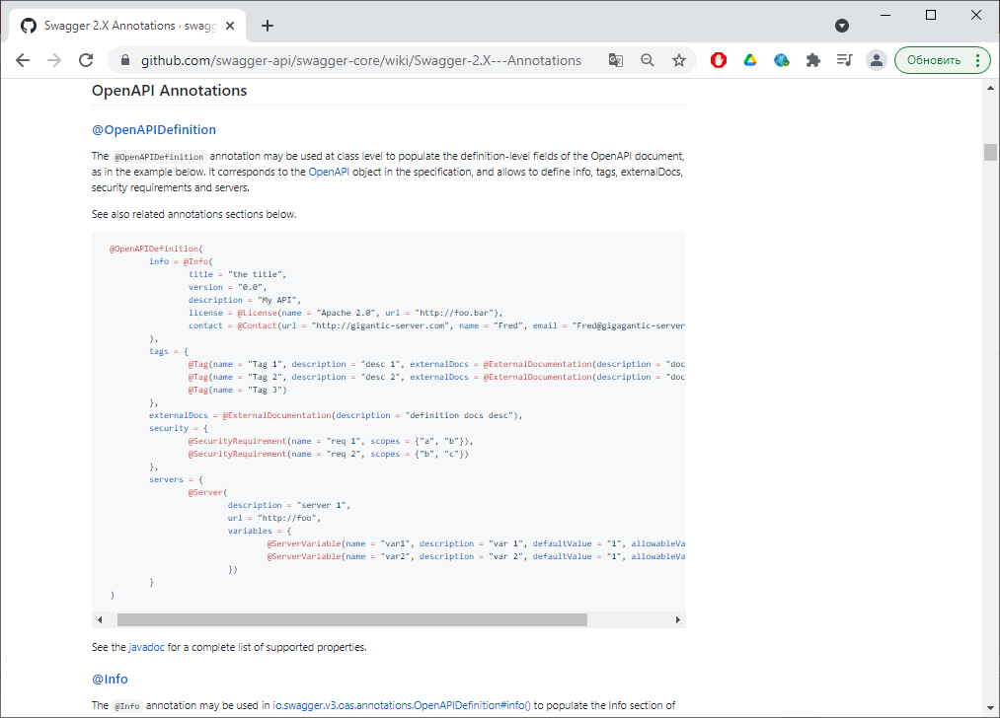 Swagger 2.X Annotations · swag
github.com/swagger-api/swagger-core/wiki/Swagger-2.X---Annotations
Обновить
OpenAPI Annotations
@OpenAPIDefinition
The @OpenAPIDefinition annotation may be used at class level to populate the definition-level fields of the OpenAPI document,
as in the example below. It corresponds to the OpenAPI object in the specification, and allows to define info, tags, externalDocs,
security requirements and servers.
See also related annotations sections below.
@OpenAPIDefinition(
info = @Info(
title = "the title",
version = "0.0",
description = "My API",
license = @License(name = "Apache 2.0", url = "http://foo.bar"),
contact = @Contact(url = "http://gigantic-server.com", name = "Fred", email = "Fred@gigagantic-server
),
tags = {
@Tag(name = "Tag 1", description = "desc 1", externalDocs = @ExternalDocumentation(description = "doc
@Tag(name = "Tag 2", description = "desc 2", externalDocs = @ExternalDocumentation(description = "doc
@Tag(name = "Tag 3")
},
externalDocs = @ExternalDocumentation(description = "definition docs desc"),
security = {
@SecurityRequirement(name = "req 1", scopes = {"a", "b"}),
@SecurityRequirement(name = "req 2", scopes = {"b", "c"})
},
servers = {
@Server(
description = "server 1",
url = "http://foo",
variables = {
@ServerVariable(name = "var1", description = "var 1", defaultValue = "1", allowableVa
@ServerVariable(name = "var2", description = "var 2", defaultValue = "1", allowableVa
})
}
)
See the javadoc for a complete list of supported properties.
@Info
The @Info annotation may be used in io.swagger.v3.oas.annotations.OpenAPIDefinition#info() to populate the Info section of